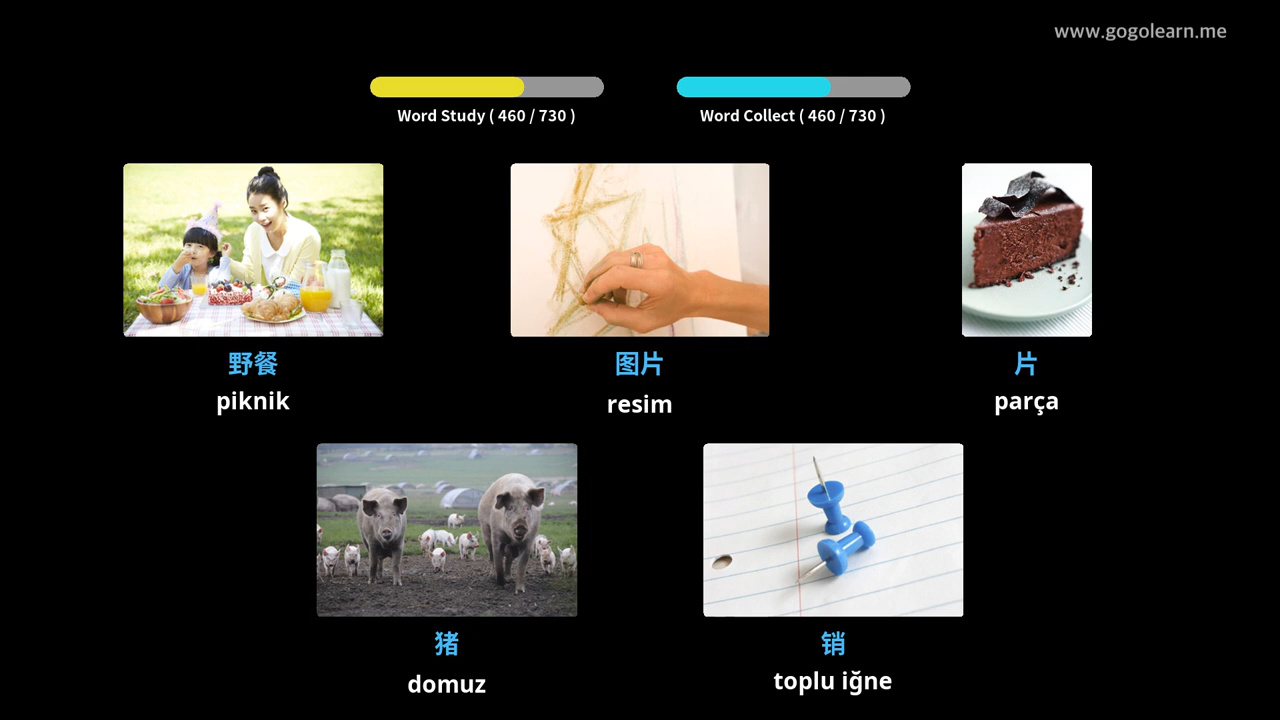 www.gogolearn.me
Word Study ( 460 / 730 )
Word Collect ( 460 / 730 )
野餐
piknik
图片
resim
片
parça
猪
domuz
销
toplu iğne